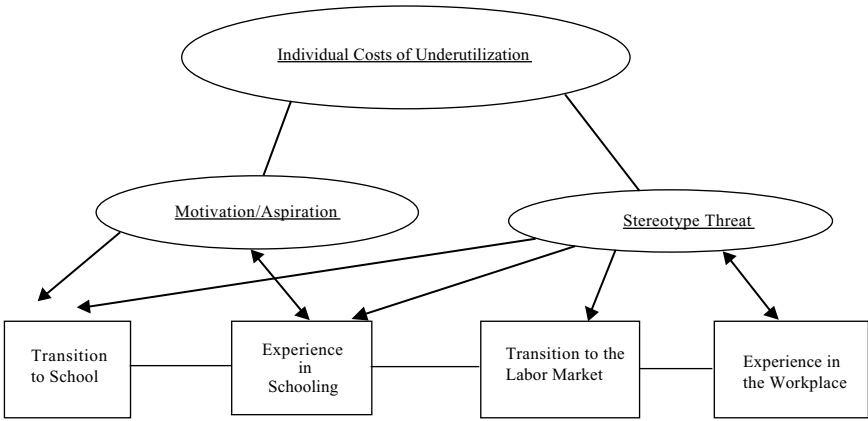 Individual Costs of Underutilization
Motivation/Aspiration
Stereotype Threat
Transition
to School
Experience
in
Schooling
Transition to the
Labor Market
Experience in
the Workplace